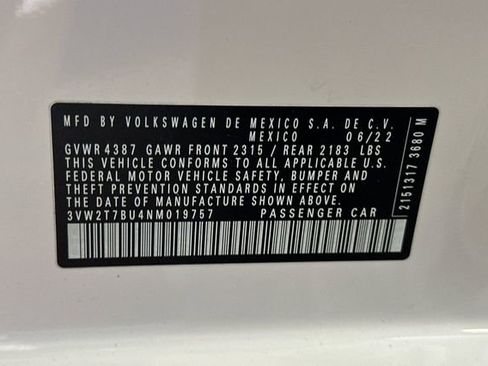 MFD BY VOLKSWAGEN DE MEXICO S.A. DE C.V.
MEXICO 06/22
GVWR 4387 GAWR FRONT 2315 / REAR 2183 LBS
THIS VEHICLE CONFORMS TO ALL APPLICABLE U.S.
FEDERAL MOTOR VEHICLE SAFETY, BUMPER AND
THEFT PREVENTION STANDARDS IN EFFECT ON
THE DATE OF MANUFACTURE SHOWN ABOVE
3VW2T7BU4NM019757 PASSENGER CAR
2151317 3680 M